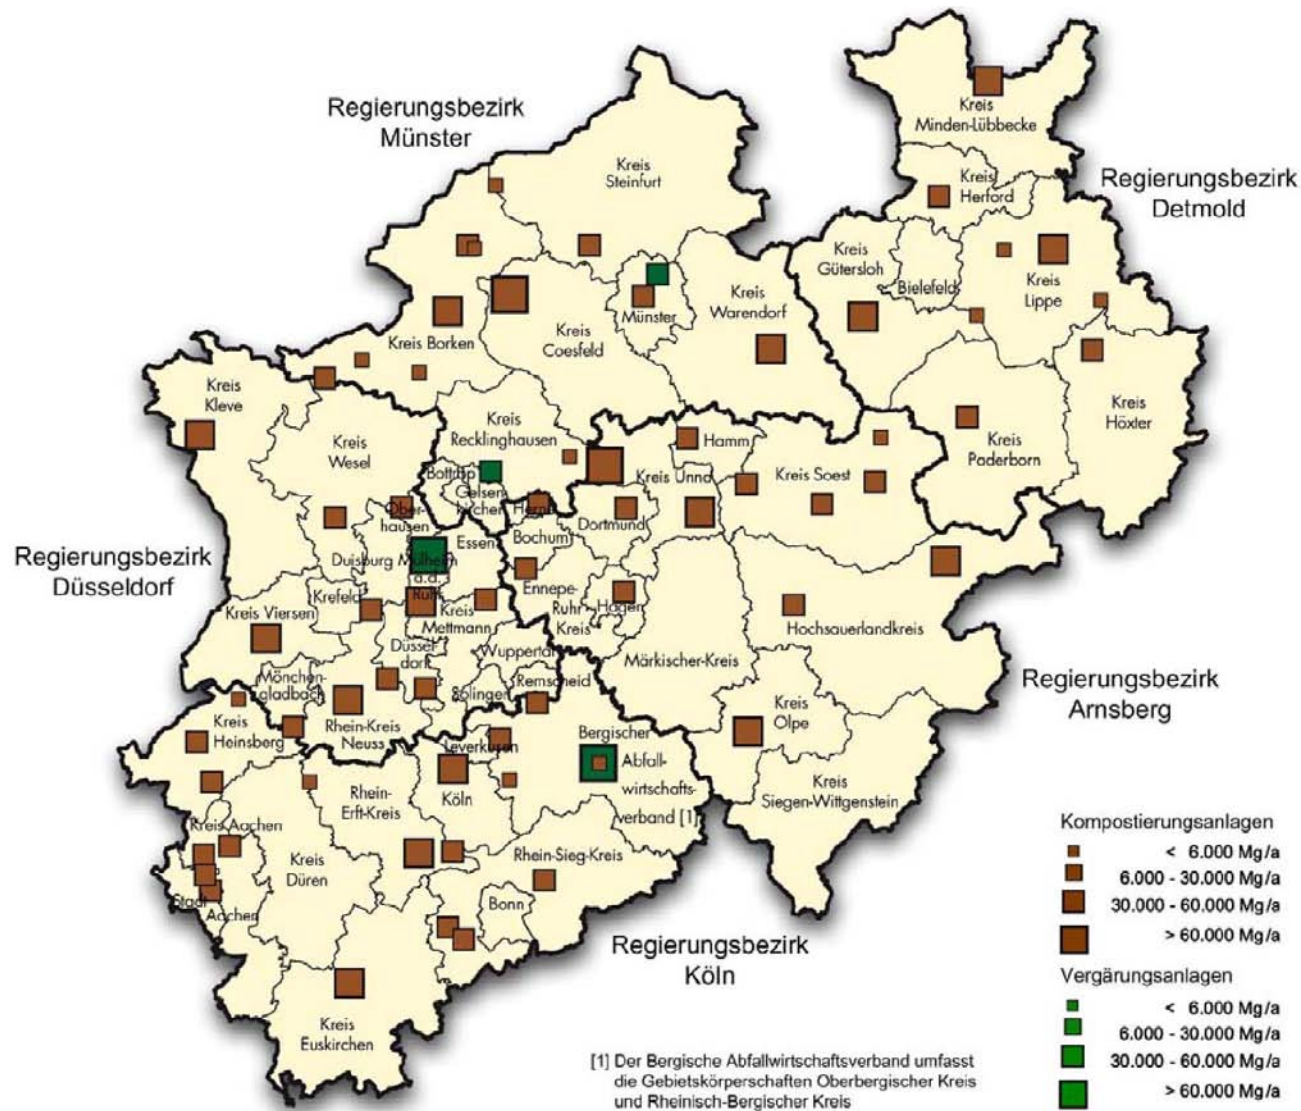 Regierungsbezirk
Münster
Kreis
Minden-Lübbecke
Kreis
Steinfurt
Kreis
Herford
Regierungsbezirk
Detmold
Kreis
Gütersloh
Bielefeld
Kreis
Lippe
Kreis
Warendorf
Münster
Kreis Borken
Kreis
Coesfeld
Kreis
Kleve
Kreis
Höxter
Kreis
Recklinghausen
Kreis
Wesel
Hamm
Kreis
Paderborn
Bottrop
Kreis Unna
Kreis Soest
Gelsen-
kirchen
Herne
Ober-
hausen
Dortmund
Bochum
Essen
Regierungsbezirk
Düsseldorf
Duisburg
Mülheim
a.d.
Ruhr
Krefeld
Ennepe-
Ruhr-
Kreis
Hagen
Kreis Viersen
Kreis
Mettmann
Hochsauerlandkreis
Düssel-
dorf
Wuppertal
Märkischer-Kreis
Mönchen-
gladbach
Solingen
Remscheid
Regierungsbezirk
Arnsberg
Kreis
Heinsberg
Rhein-Kreis
Neuss
Kreis
Olpe
Leverkusen
Bergischer
Abfall-
wirtschafts-
verband [1]
Kreis
Siegen-Wittgenstein
Rhein-
Erft-Kreis
Köln
Kreis Aachen
Kreis
Düren
Rhein-Sieg-Kreis
Stadt
Aachen
Bonn
Regierungsbezirk
Köln
Kreis
Euskirchen
Kompostierungsanlagen
< 6.000 Mg/a
6.000 - 30.000 Mg/a
30.000 - 60.000 Mg/a
> 60.000 Mg/a
Vergärungsanlagen
< 6.000 Mg/a
6.000 - 30.000 Mg/a
30.000 - 60.000 Mg/a
> 60.000 Mg/a
[1] Der Bergische Abfallwirtschaftsverband umfasst
die Gebietskörperschaften Oberbergischer Kreis
und Rheinisch-Bergischer Kreis